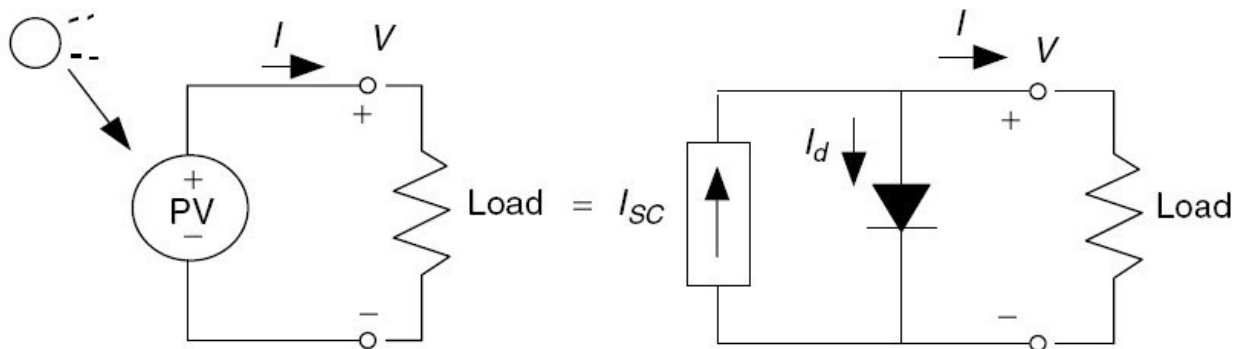 I V I V
+ +
I_d
+
PV
−
Load = I_SC Load
− −